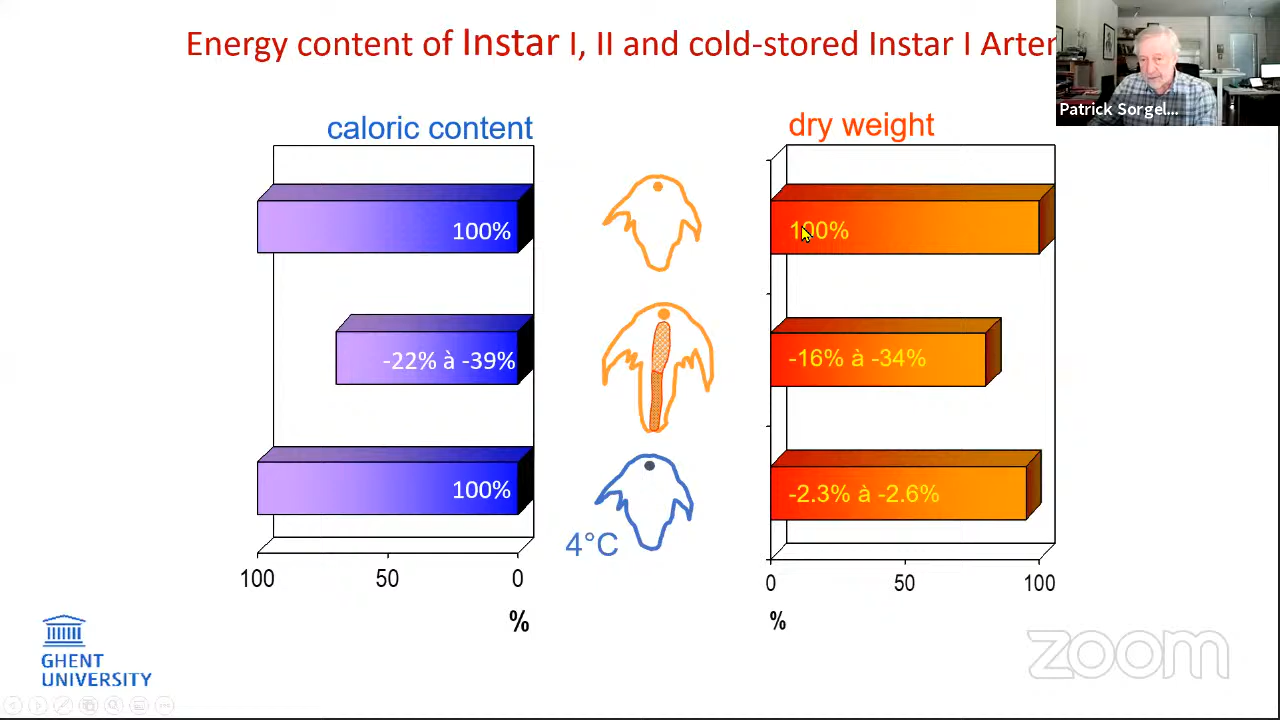 Energy content of Instar I, II and cold-stored Instar I Arter
Patrick Sorgel...
caloric content
dry weight
100%
100%
-22% à -39%
-16% à -34%
100%
-2.3% à -2.6%
4°C
100 50 0
0 50 100
%
%
GHENT
UNIVERSITY
zoom